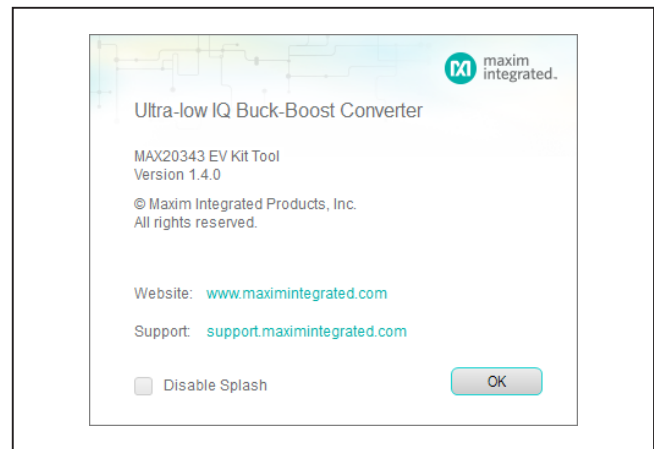 maxim
integrated™
Ultra-low IQ Buck-Boost Converter
MAX20343 EV Kit Tool
Version 1.4.0
© Maxim Integrated Products, Inc.
All rights reserved.
Website: www.maximintegrated.com
Support: support.maximintegrated.com
Disable Splash
OK